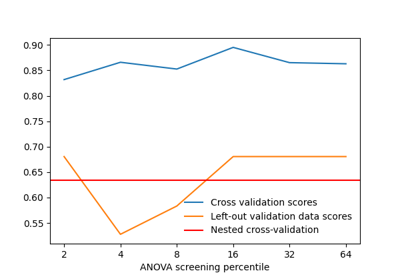 0.90
0.85
0.80
0.75
0.70
0.65
0.60
0.55
Cross validation scores
Left-out validation data scores
Nested cross-validation
2 4 8 16 32 64
ANOVA screening percentile